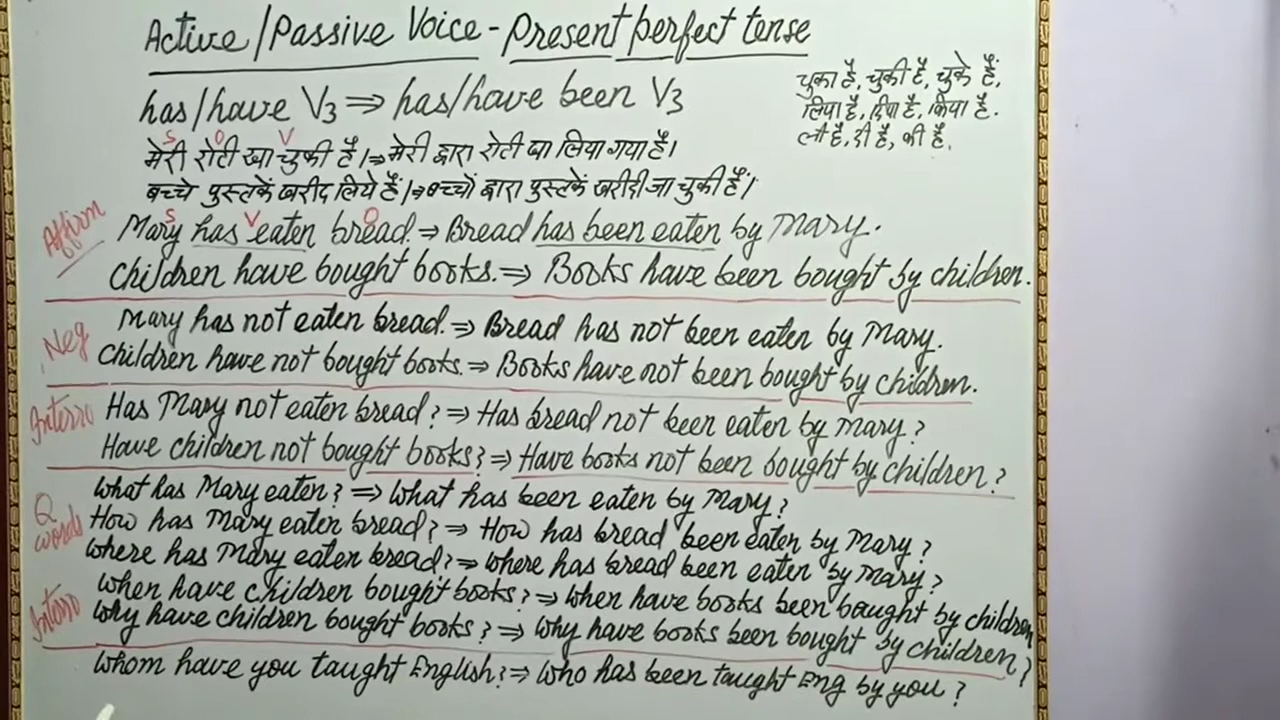 Active/Passive Voice - Present perfect tense
चुका है, चुकी है, चुके हैं,
लिया है, दिया है, किया है.
ली है, दी है, की है.
has/have V3 ⇒ has/have been V3
S O V
मेरी रोटी खा चुकी है।⇒ मेरी द्वारा रोटी खा लिया गया है।
बच्चे पुस्तकें खरीद लिये हैं।⇒ बच्चों द्वारा पुस्तकें खरीदी जा चुकी हैं।
S V O
Affirm Mary has eaten bread. ⇒ Bread has been eaten by Mary.
Children have bought books. ⇒ Books have been bought by children.
Neg Mary has not eaten bread. ⇒ Bread has not been eaten by Mary.
Children have not bought books. ⇒ Books have not been bought by children.
Interro Has Mary not eaten bread? ⇒ Has bread not been eaten by Mary?
Have children not bought books? ⇒ Have books not been bought by children?
What has Mary eaten? ⇒ What has been eaten by Mary?
Q words How has Mary eaten bread? ⇒ How has bread been eaten by Mary?
Where has Mary eaten bread? ⇒ Where has bread been eaten by Mary?
When have children bought books? ⇒ When have books been bought by children
Interro Why have children bought books? ⇒ Why have books been bought by children?
Whom have you taught English? ⇒ Who has been taught Eng by you?